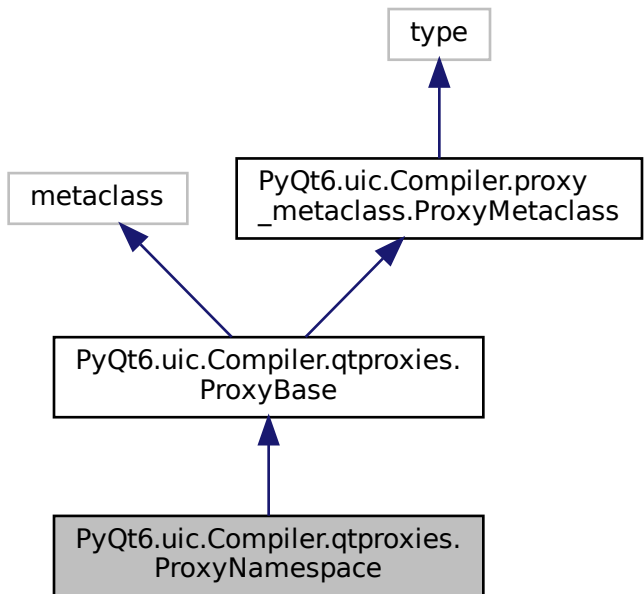 type
PyQt6.uic.Compiler.proxy
_metaclass.ProxyMetaclass
metaclass
PyQt6.uic.Compiler.qtproxies.
ProxyBase
PyQt6.uic.Compiler.qtproxies.
ProxyNamespace